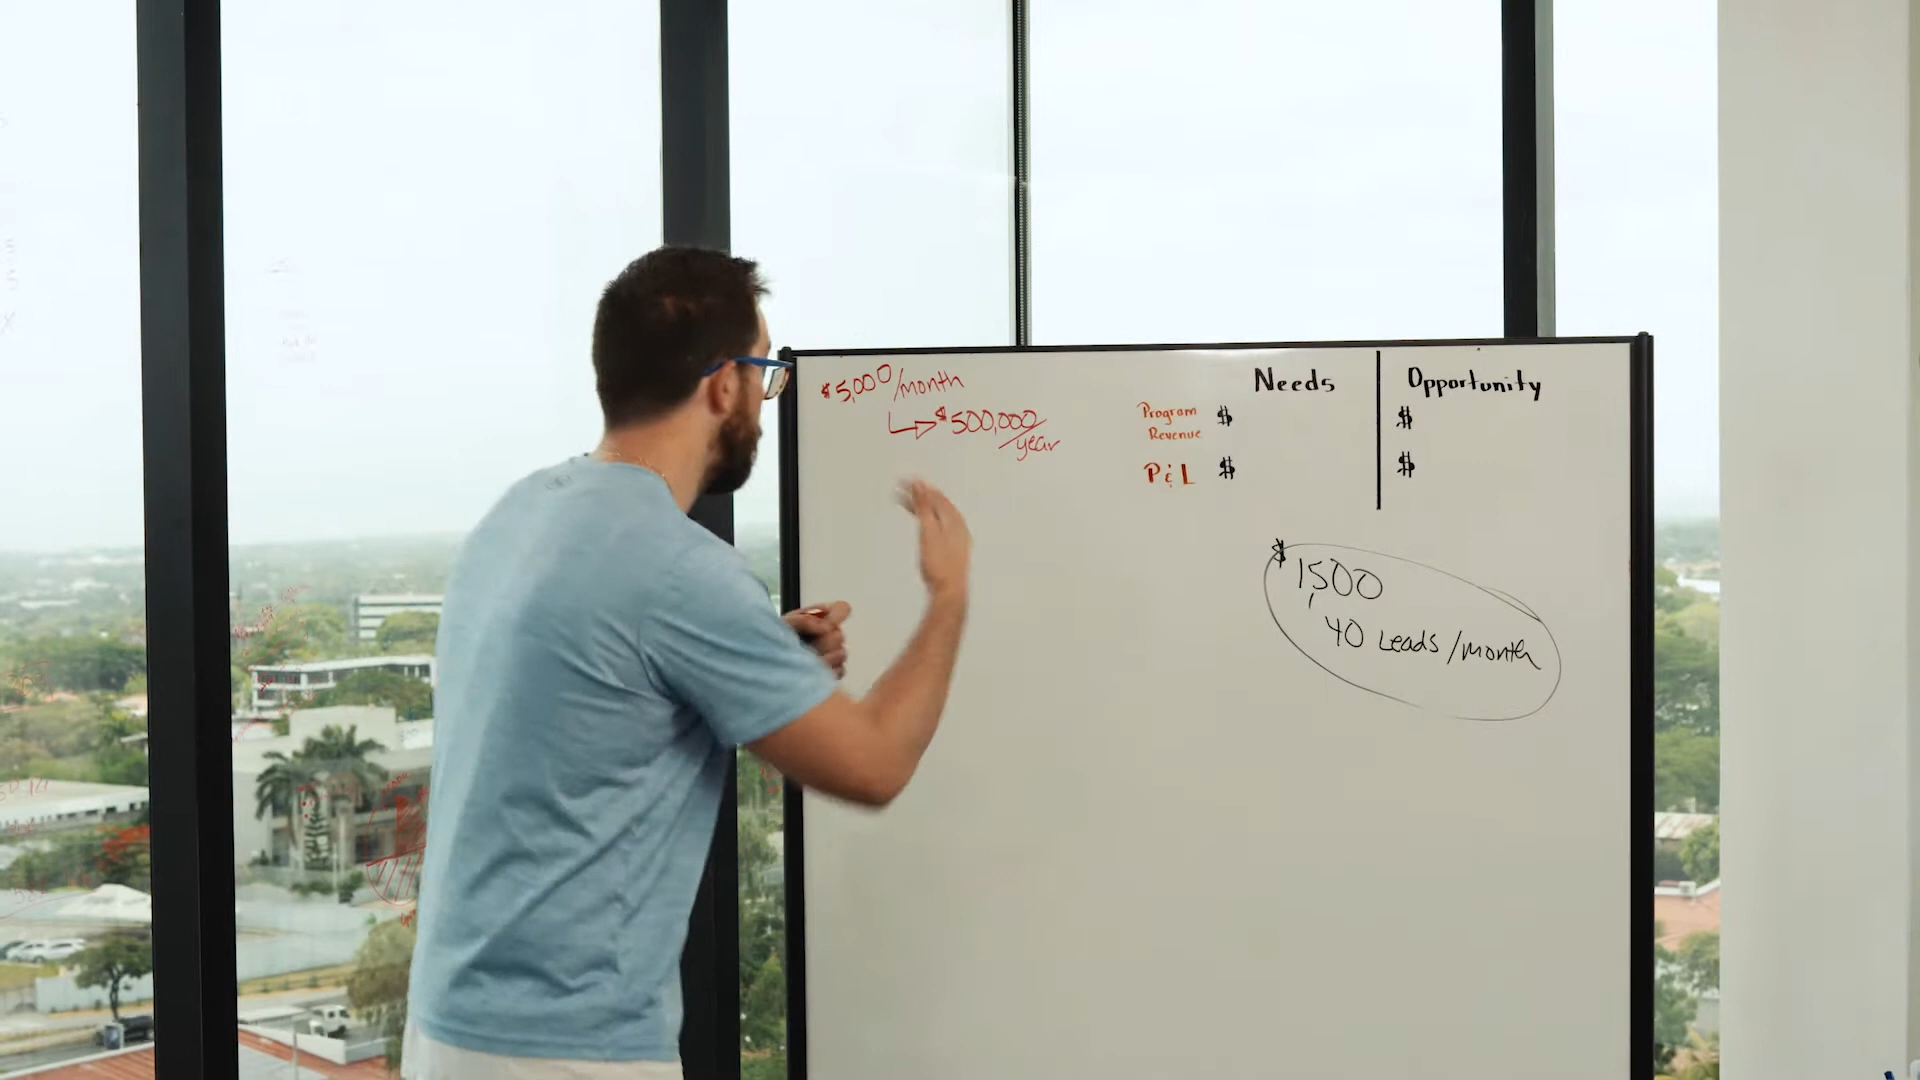 $5,000/month
$500,000/
year
Needs
Opportunity
Program
Revenue
$
$
P&L
$
$
$1,500
40 Leads/month